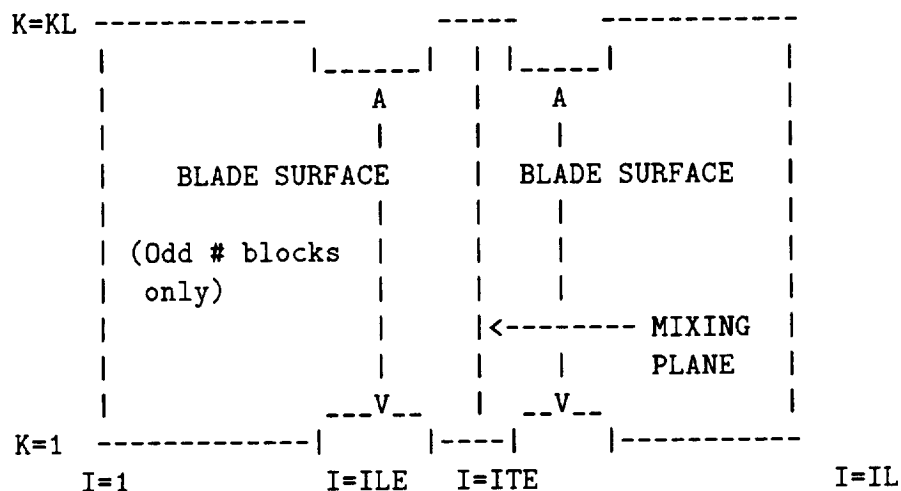 K=KL
A A
BLADE SURFACE BLADE SURFACE
(Odd # blocks
only)
<-------- MIXING
PLANE
V V
K=1
I=1 I=ILE I=ITE I=IL